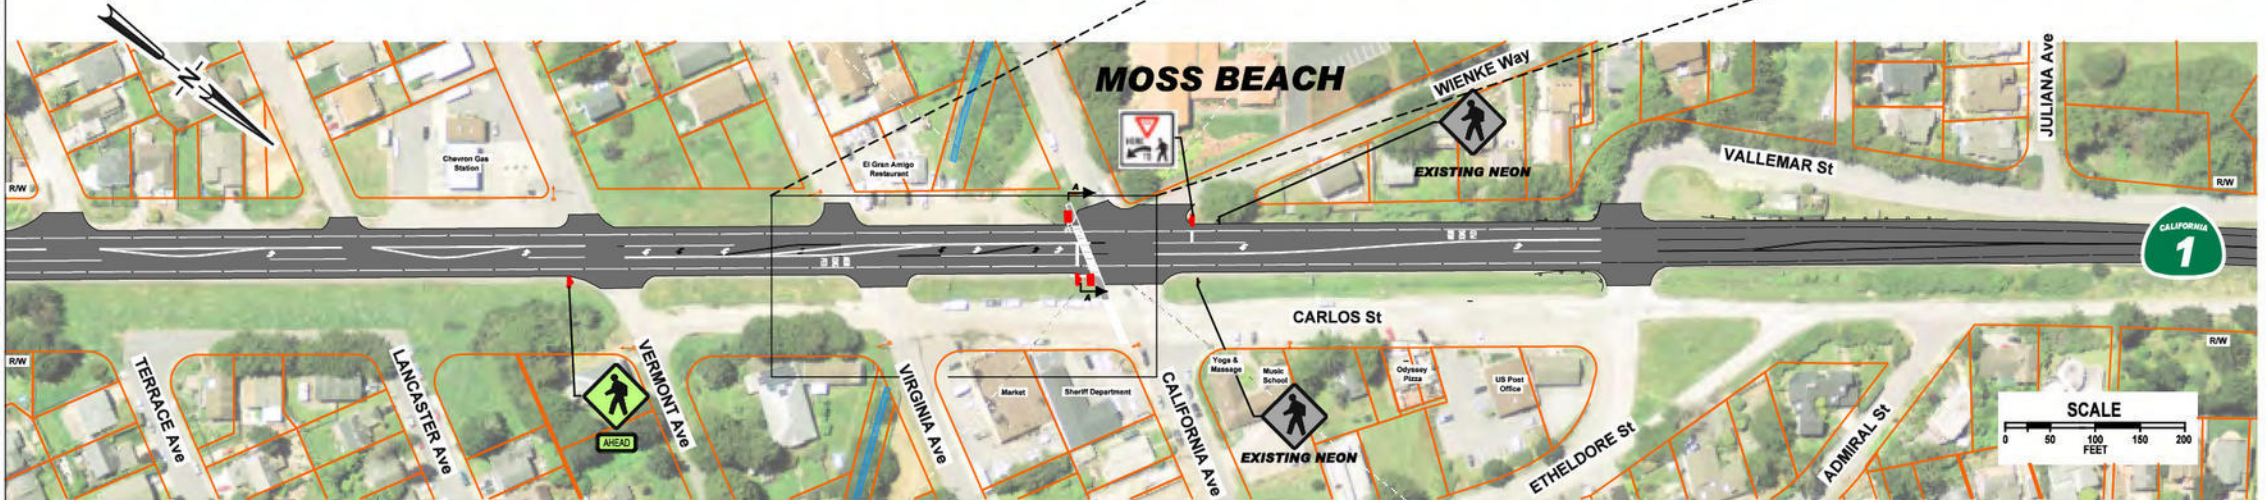 MOSS BEACH
WIENKE Way
JULIANA Ave
N
Chevron Gas
Station
El Gran Amigo
Restaurant
HERE
TO
EXISTING NEON
VALLEMAR St
R/W
R/W
A
CALIFORNIA
1
A
CARLOS St
R/W
R/W
TERRACE Ave
LANCASTER Ave
VERMONT Ave
VIRGINIA Ave
CALIFORNIA Ave
Market
Sheriff Department
Yoga &
Massage
Music
School
Odyssey
Pizza
US Post
Office
AHEAD
EXISTING NEON
ETHELDORE St
ADMIRAL St
SCALE
0 50 100 150 200
FEET